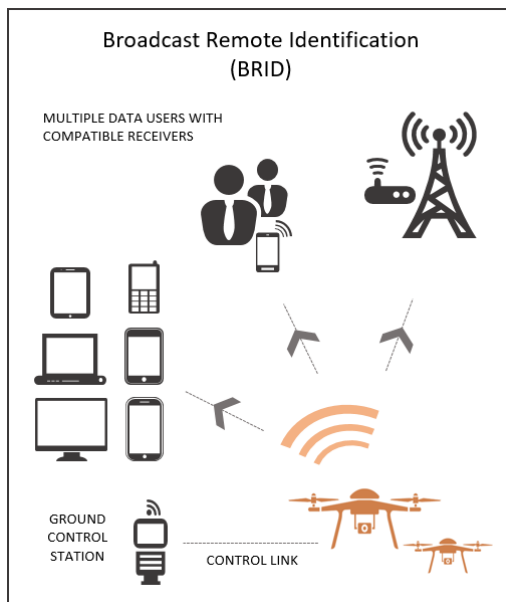 Broadcast Remote Identification
(BRID)
MULTIPLE DATA USERS WITH
COMPATIBLE RECEIVERS
GROUND
CONTROL
STATION
CONTROL LINK